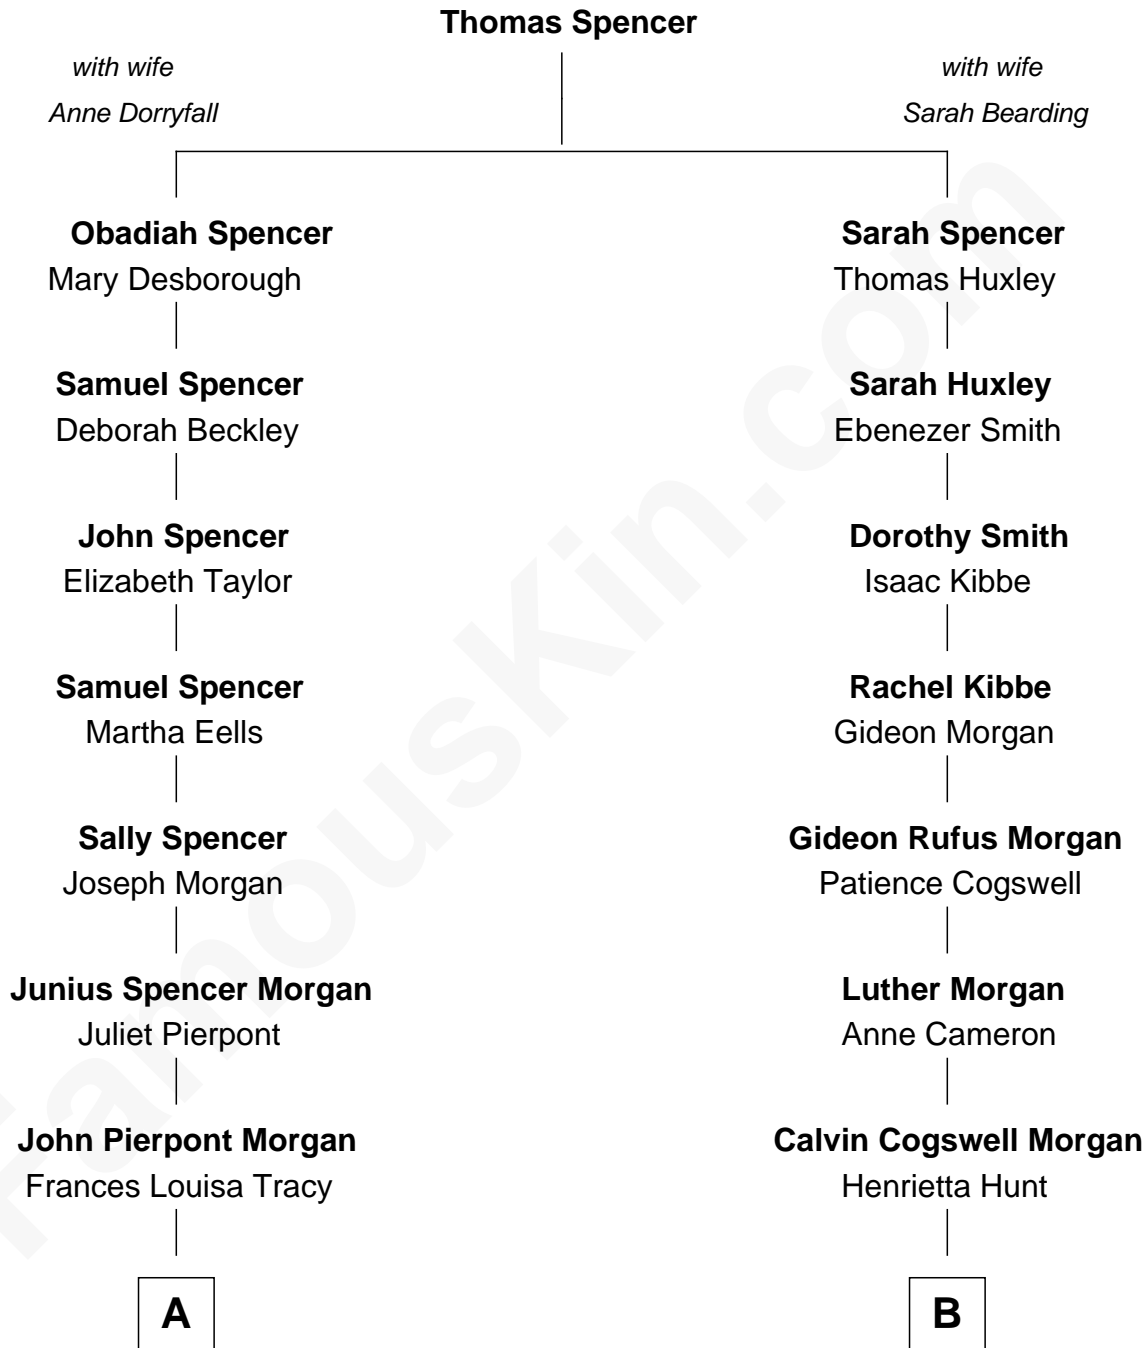 Thomas Spencer
with wife
Anne Dorryfall
with wife
Sarah Bearding
Obadiah Spencer
Mary Desborough
Sarah Spencer
Thomas Huxley
Samuel Spencer
Deborah Beckley
Sarah Huxley
Ebenezer Smith
John Spencer
Elizabeth Taylor
Dorothy Smith
Isaac Kibbe
Samuel Spencer
Martha Eells
Rachel Kibbe
Gideon Morgan
Sally Spencer
Joseph Morgan
Gideon Rufus Morgan
Patience Cogswell
Junius Spencer Morgan
Juliet Pierpont
Luther Morgan
Anne Cameron
John Pierpont Morgan
Frances Louisa Tracy
Calvin Cogswell Morgan
Henrietta Hunt
A
B
FamousKin.com